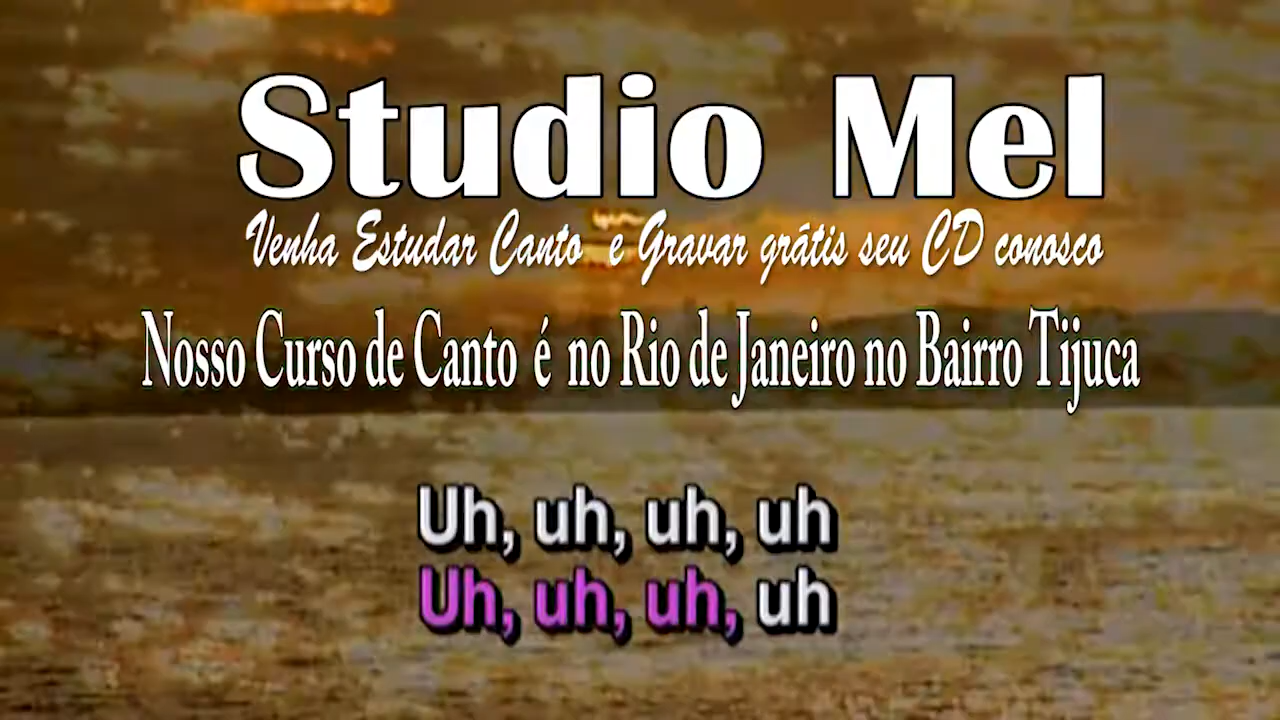 Studio Mel
Venha Estudar Canto e Gravar grátis seu CD conosco
Nosso Curso de Canto é no Rio de Janeiro no Bairro Tijuca
Uh, uh, uh, uh
Uh, uh, uh, uh